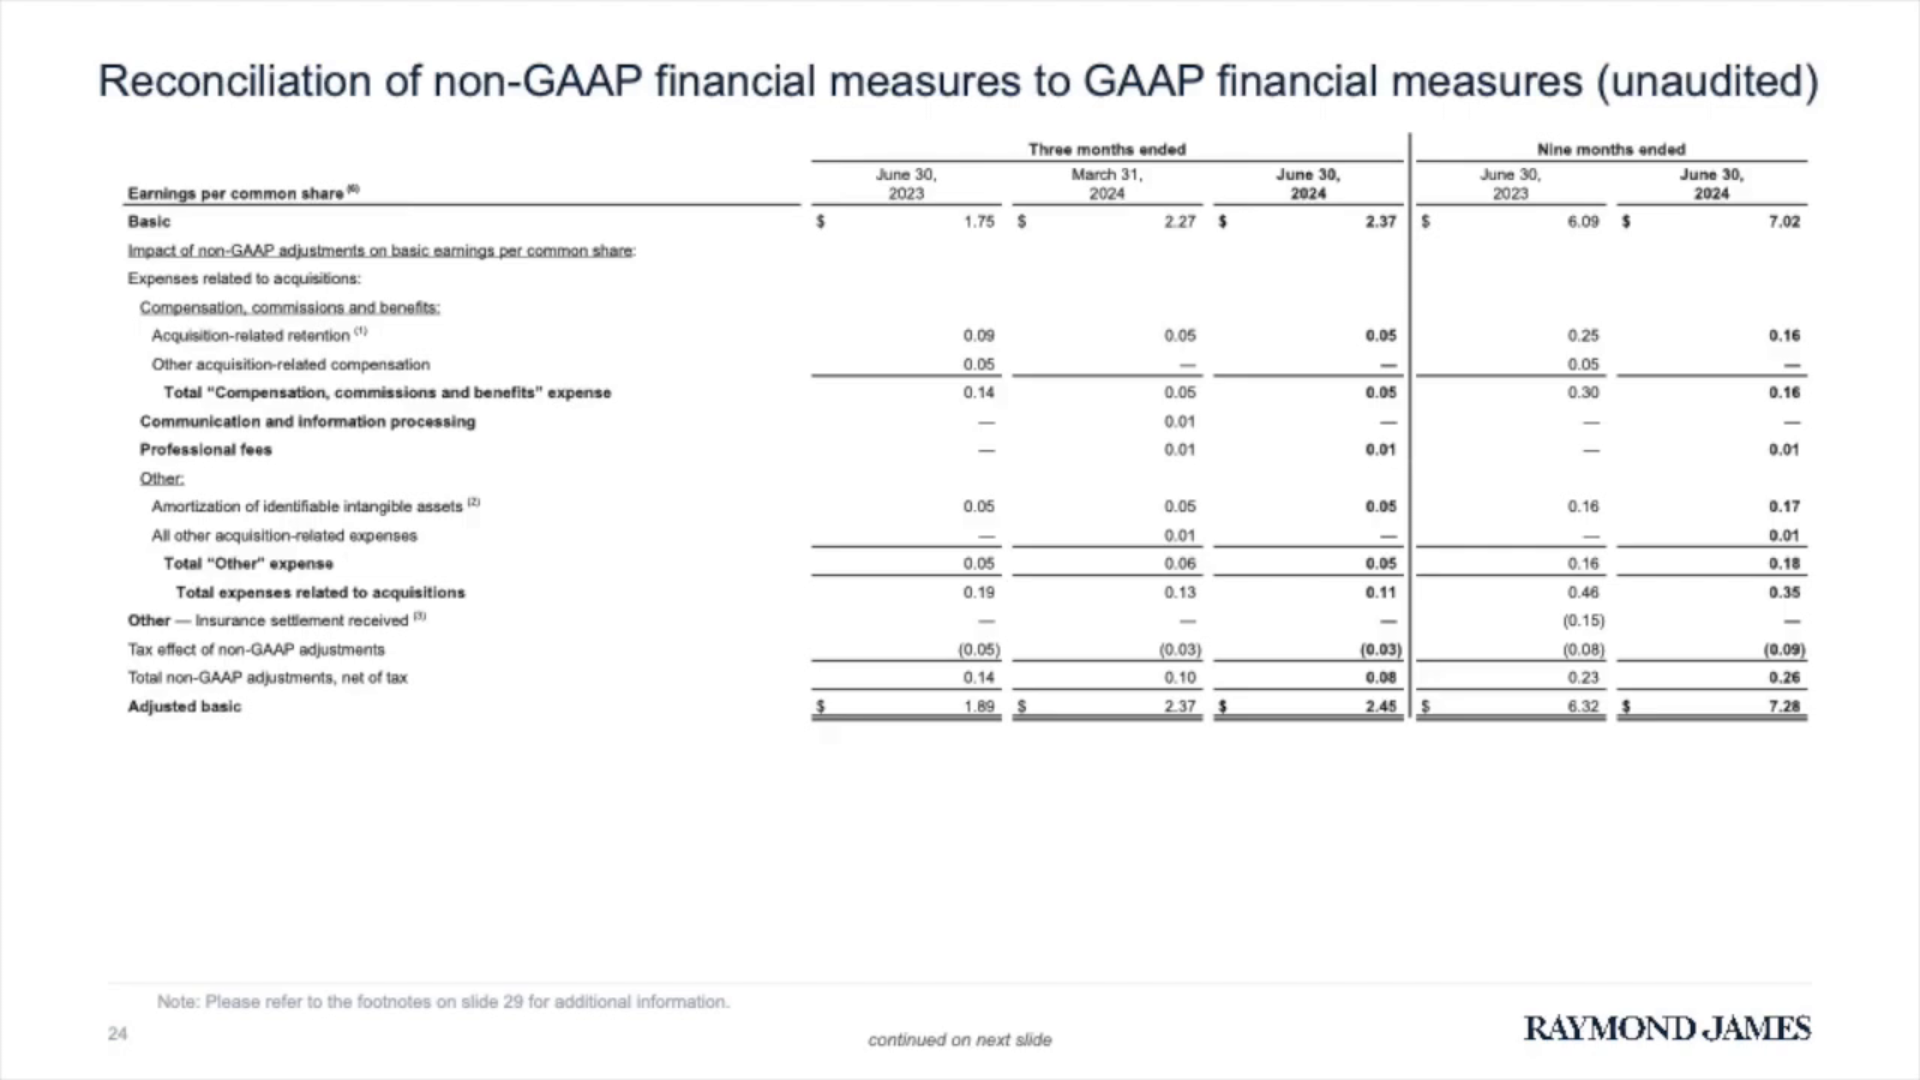 Reconciliation of non-GAAP financial measures to GAAP financial measures (unaudited)
Three months ended Nine months ended
Earnings per common share (6) June 30, 2023 March 31, 2024 June 30, 2024 June 30, 2023 June 30, 2024
Basic $ 1.75 $ 2.27 $ 2.37 $ 6.09 $ 7.02
Impact of non-GAAP adjustments on basic earnings per common share:
Expenses related to acquisitions:
Compensation, commissions and benefits:
Acquisition-related retention (1) 0.09 0.05 0.05 0.25 0.16
Other acquisition-related compensation 0.05 — — 0.05 —
Total "Compensation, commissions and benefits" expense 0.14 0.05 0.05 0.30 0.16
Communication and information processing — 0.01 — — —
Professional fees — 0.01 0.01 — 0.01
Other:
Amortization of identifiable intangible assets (2) 0.05 0.05 0.05 0.16 0.17
All other acquisition-related expenses — 0.01 — — 0.01
Total "Other" expense 0.05 0.06 0.05 0.16 0.18
Total expenses related to acquisitions 0.19 0.13 0.11 0.46 0.35
Other — Insurance settlement received (3) — — — (0.15) —
Tax effect of non-GAAP adjustments (0.05) (0.03) (0.03) (0.08) (0.09)
Total non-GAAP adjustments, net of tax 0.14 0.10 0.08 0.23 0.26
Adjusted basic $ 1.89 $ 2.37 $ 2.45 $ 6.32 $ 7.28
Note: Please refer to the footnotes on slide 29 for additional information.
24
continued on next slide
RAYMOND JAMES